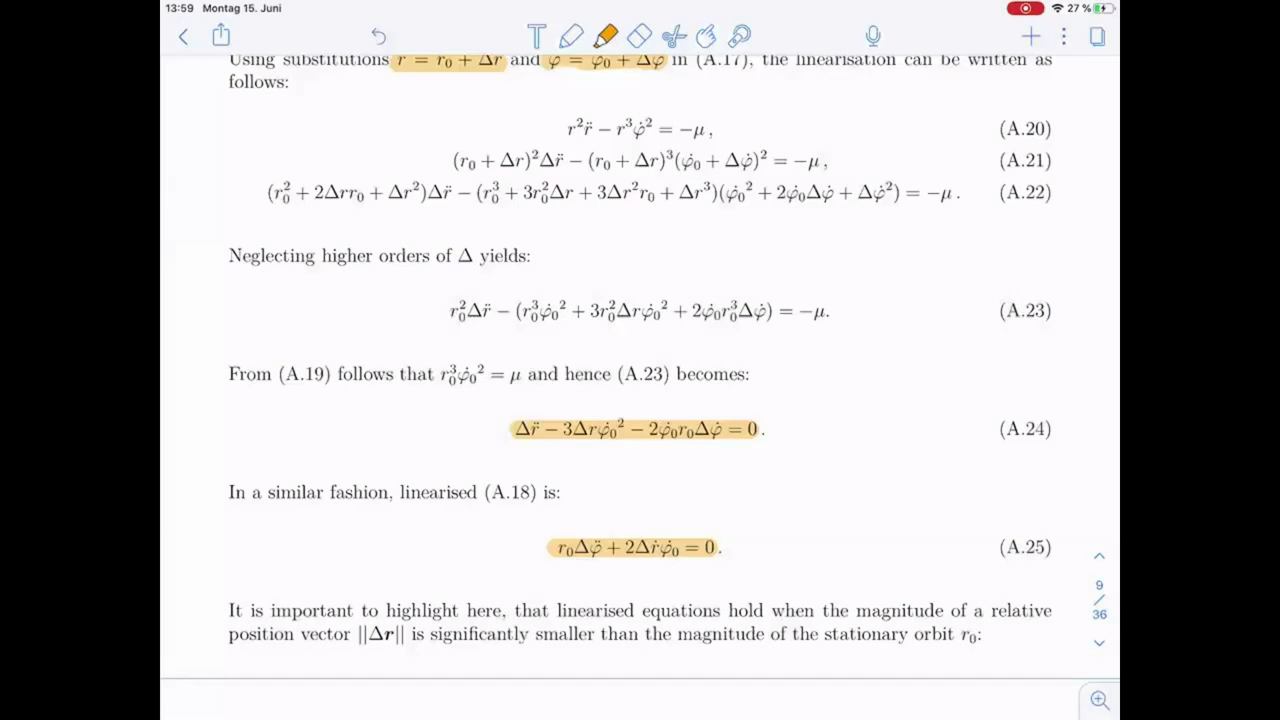 13:59 Montag 15. Juni 27 %
Using substitutions r = r₀ + Δr and φ = φ₀ + Δφ in (A.17), the linearisation can be written as
follows:
r²r̈ − r³φ̇² = −μ , (A.20)
(r₀ + Δr)²Δr̈ − (r₀ + Δr)³(φ̇₀ + Δφ̇)² = −μ , (A.21)
(r₀² + 2Δrr₀ + Δr²)Δr̈ − (r₀³ + 3r₀²Δr + 3Δr²r₀ + Δr³)(φ̇₀² + 2φ̇₀Δφ̇ + Δφ̇²) = −μ . (A.22)
Neglecting higher orders of Δ yields:
r₀²Δr̈ − (r₀³φ̇₀² + 3r₀²Δrφ̇₀² + 2φ̇₀r₀³Δφ̇) = −μ. (A.23)
From (A.19) follows that r₀³φ̇₀² = μ and hence (A.23) becomes:
Δr̈ − 3Δrφ̇₀² − 2φ̇₀r₀Δφ̇ = 0 . (A.24)
In a similar fashion, linearised (A.18) is:
r₀Δφ̈ + 2Δṙφ̇₀ = 0 . (A.25)
It is important to highlight here, that linearised equations hold when the magnitude of a relative
position vector ||Δr|| is significantly smaller than the magnitude of the stationary orbit r₀:
9
/
36